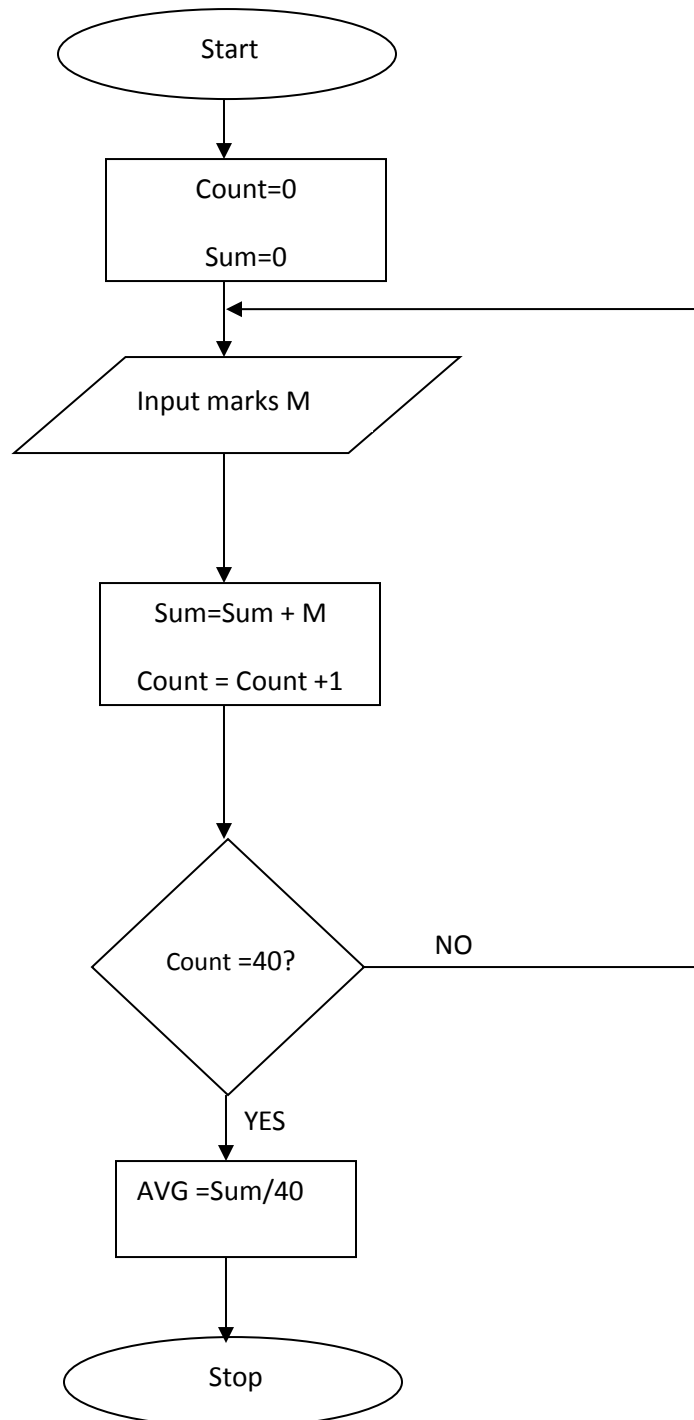 Start
Count=0
Sum=0
Input marks M
Sum=Sum + M
Count = Count +1
Count =40?
NO
YES
AVG =Sum/40
Stop